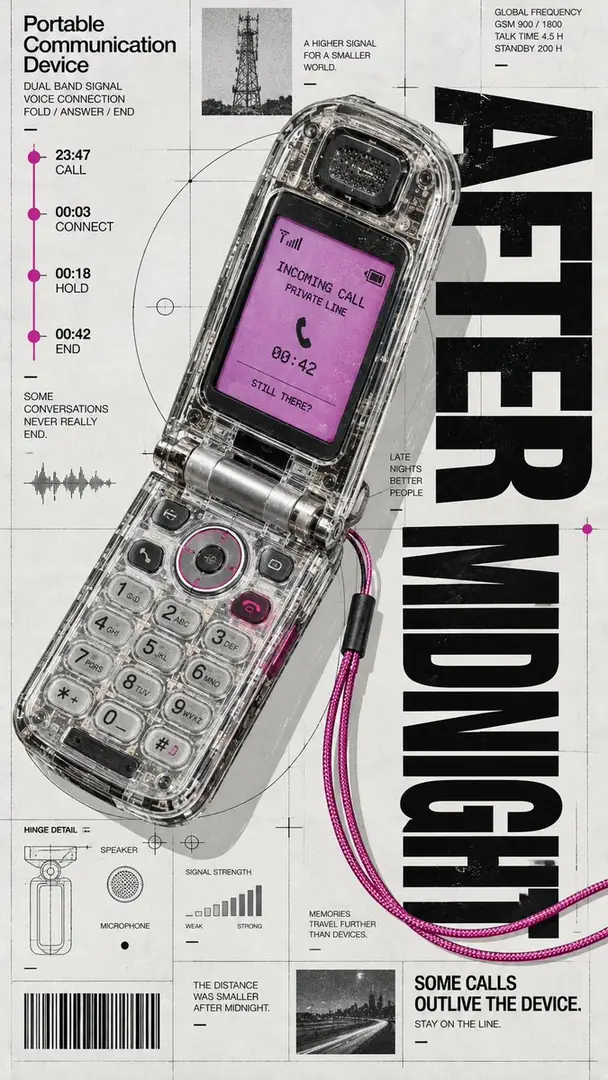 Portable
Communication
Device
DUAL BAND SIGNAL
VOICE CONNECTION
FOLD / ANSWER / END
A HIGHER SIGNAL
FOR A SMALLER
WORLD.
GLOBAL FREQUENCY
GSM 900 / 1800
TALK TIME 4.5 H
STANDBY 200 H
23:47
CALL
00:03
CONNECT
00:18
HOLD
00:42
END
SOME
CONVERSATIONS
NEVER REALLY
END.
INCOMING CALL
PRIVATE LINE
00:42
STILL THERE?
AFTER MIDNIGHT
LATE
NIGHTS
BETTER
PEOPLE
1
2 ABC
3 DEF
4 GHI
5 JKL
6 MNO
7 PQRS
8 TUV
9 WXYZ
*+
0
#
HINGE DETAIL
SPEAKER
MICROPHONE
SIGNAL STRENGTH
WEAK
STRONG
MEMORIES
TRAVEL FURTHER
THAN DEVICES.
THE DISTANCE
WAS SMALLER
AFTER MIDNIGHT.
SOME CALLS
OUTLIVE THE DEVICE.
STAY ON THE LINE.